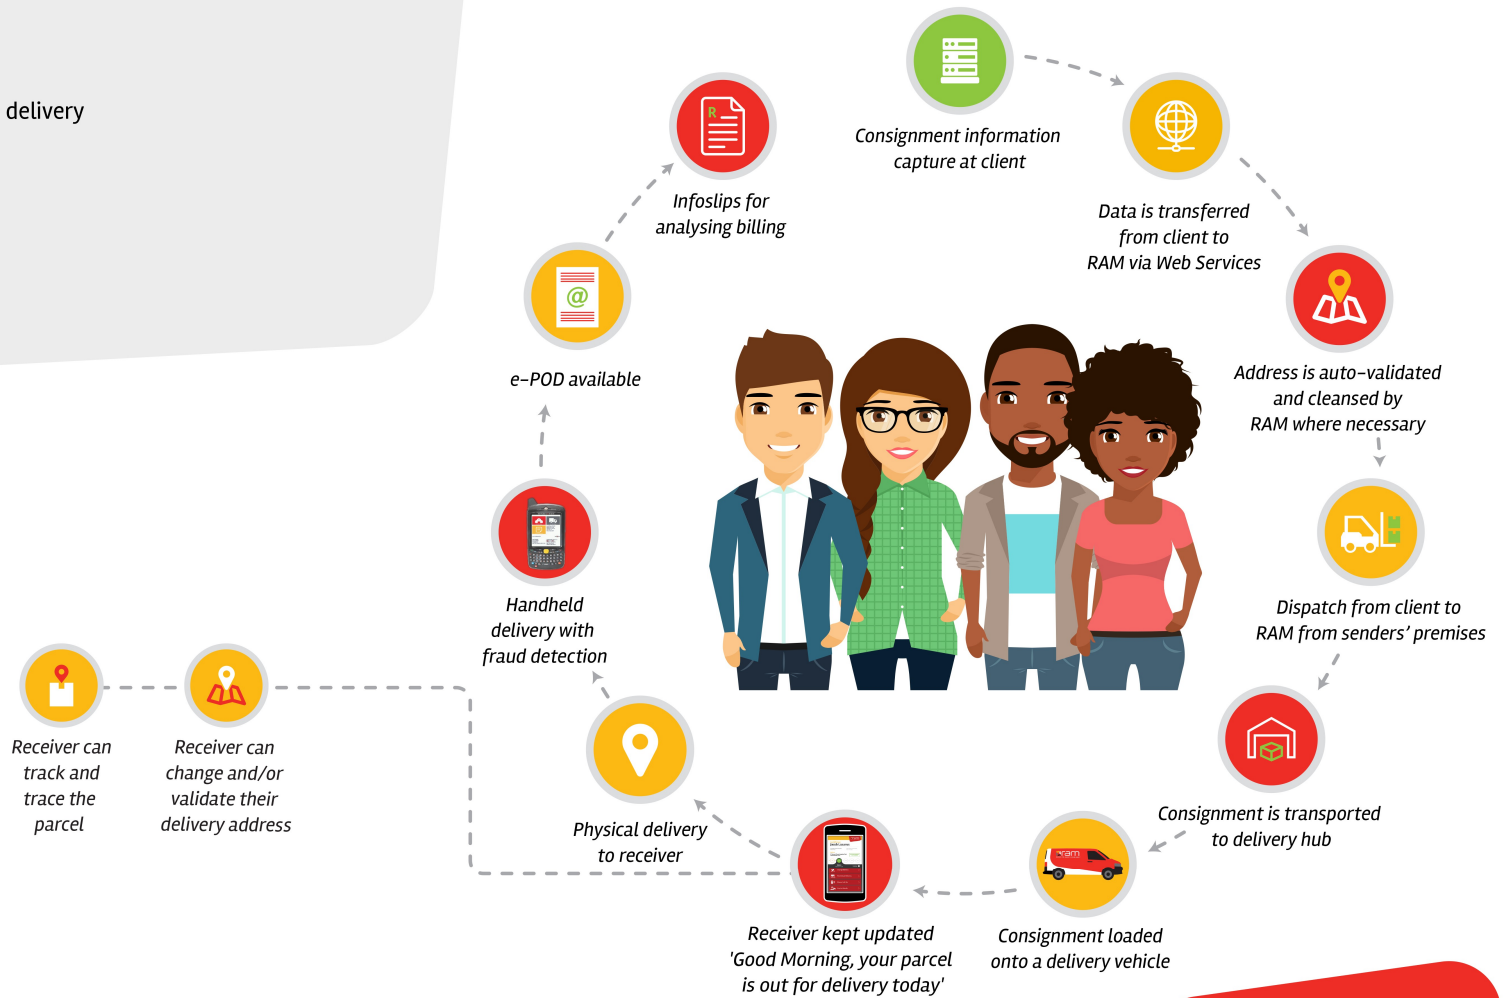 delivery
Consignment information
capture at client
Data is transferred
from client to
RAM via Web Services
Address is auto-validated
and cleansed by
RAM where necessary
Dispatch from client to
RAM from senders’ premises
Consignment is transported
to delivery hub
ram
Consignment loaded
onto a delivery vehicle
Receiver kept updated
'Good Morning, your parcel
is out for delivery today'
Physical delivery
to receiver
Handheld
delivery with
fraud detection
@
e-POD available
R
Infoslips for
analysing billing
Receiver can
change and/or
validate their
delivery address
Receiver can
track and
trace the
parcel